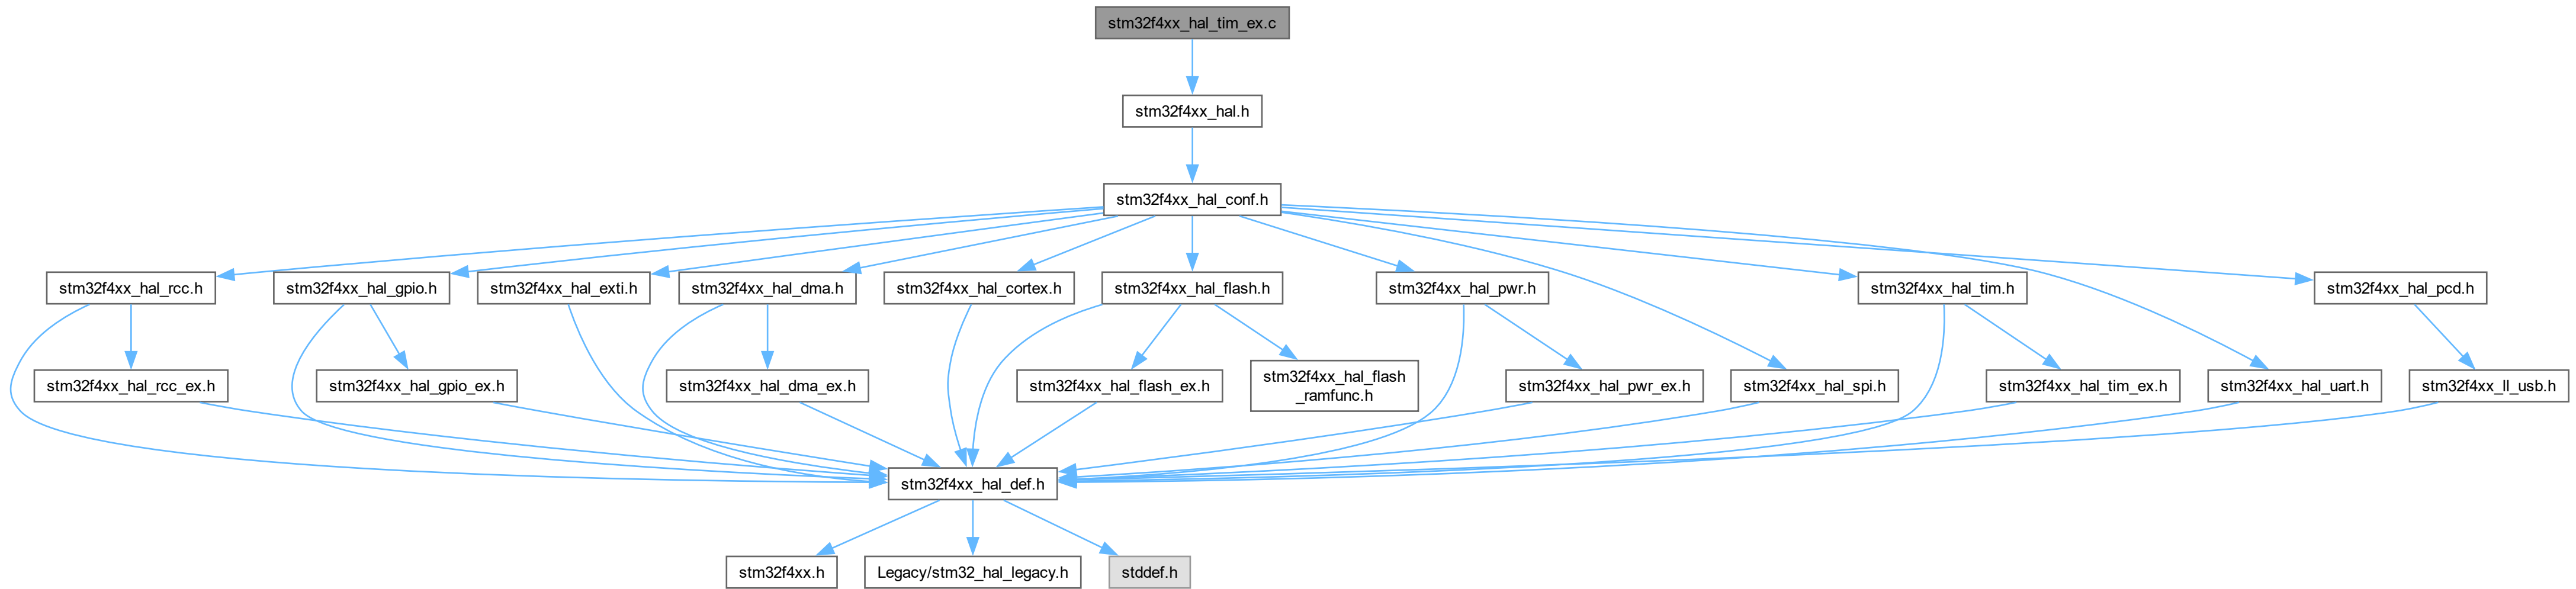 stm32f4xx_hal_tim_ex.c
stm32f4xx_hal.h
stm32f4xx_hal_conf.h
stm32f4xx_hal_rcc.h
stm32f4xx_hal_gpio.h
stm32f4xx_hal_exti.h
stm32f4xx_hal_dma.h
stm32f4xx_hal_cortex.h
stm32f4xx_hal_flash.h
stm32f4xx_hal_pwr.h
stm32f4xx_hal_tim.h
stm32f4xx_hal_pcd.h
stm32f4xx_hal_rcc_ex.h
stm32f4xx_hal_gpio_ex.h
stm32f4xx_hal_dma_ex.h
stm32f4xx_hal_flash_ex.h
stm32f4xx_hal_flash
_ramfunc.h
stm32f4xx_hal_pwr_ex.h
stm32f4xx_hal_spi.h
stm32f4xx_hal_tim_ex.h
stm32f4xx_hal_uart.h
stm32f4xx_ll_usb.h
stm32f4xx_hal_def.h
stm32f4xx.h
Legacy/stm32_hal_legacy.h
stddef.h